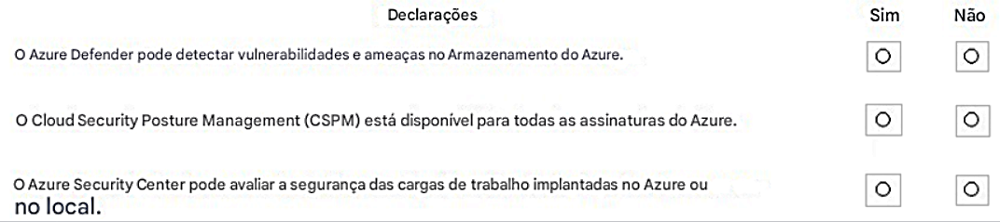 Declarações Sim Não
O Azure Defender pode detectar vulnerabilidades e ameaças no Armazenamento do Azure.
O Cloud Security Posture Management (CSPM) está disponível para todas as assinaturas do Azure.
O Azure Security Center pode avaliar a segurança das cargas de trabalho implantadas no Azure ou
no local.